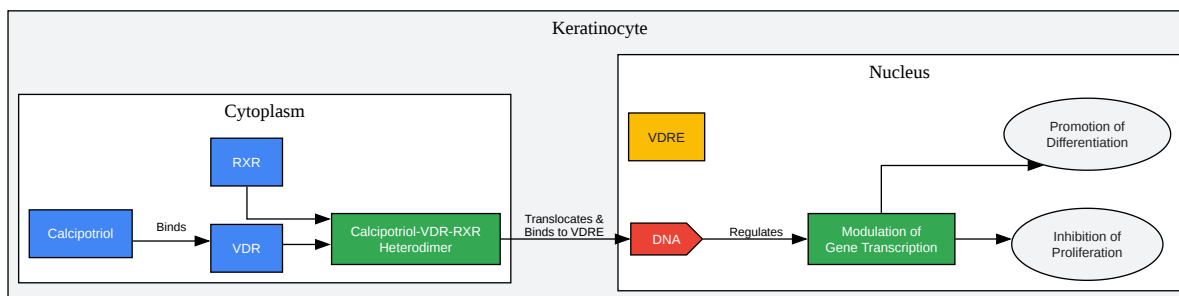 Keratinocyte
Nucleus
Cytoplasm
Promotion of
Differentiation
VDRE
RXR
Calcipotriol
Binds
VDR
Calcipotriol-VDR-RXR
Heterodimer
Translocates &
Binds to VDRE
DNA
Regulates
Modulation of
Gene Transcription
Inhibition of
Proliferation